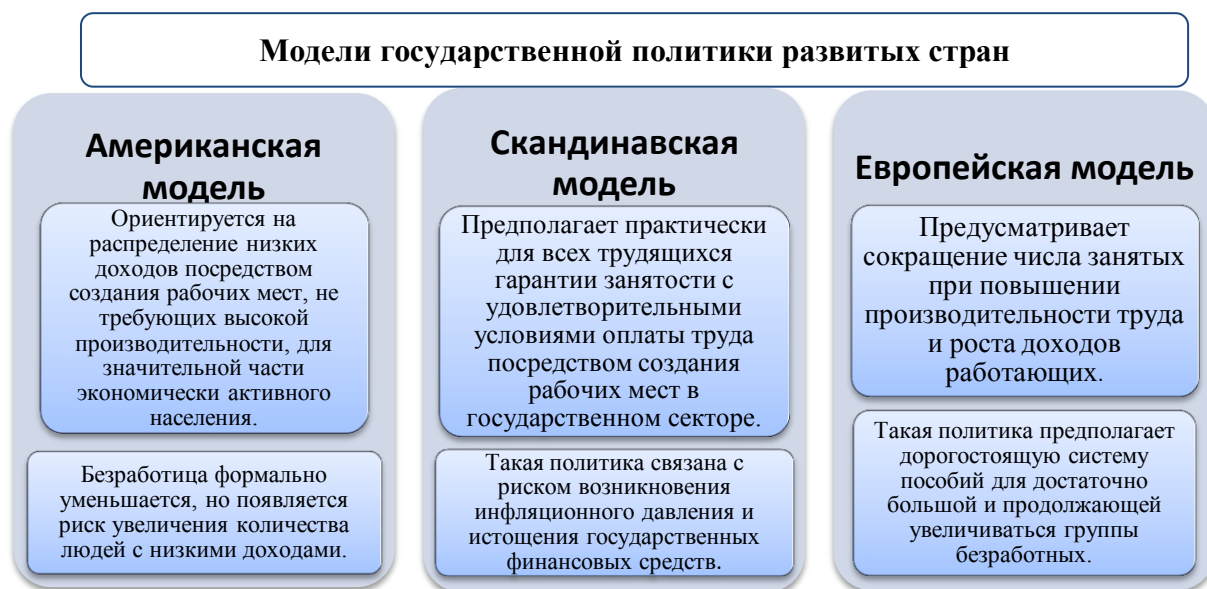 Модели государственной политики развитых стран
Американская
модель
Ориентируется на
распределение низких
доходов посредством
создания рабочих мест, не
требующих высокой
производительности, для
значительной части
экономически активного
населения.
Безработица формально
уменьшается, но появляется
риск увеличения количества
людей с низкими доходами.
Скандинавская
модель
Предполагает практически
для всех трудящихся
гарантии занятости с
удовлетворительными
условиями оплаты труда
посредством создания
рабочих мест в
государственном секторе.
Такая политика связана с
риском возникновения
инфляционного давления и
истощения государственных
финансовых средств.
Европейская модель
Предусматривает
сокращение числа занятых
при повышении
производительности труда
и роста доходов
работающих.
Такая политика предполагает
дорогостоящую систему
пособий для достаточно
большой и продолжающей
увеличиваться группы
безработных.